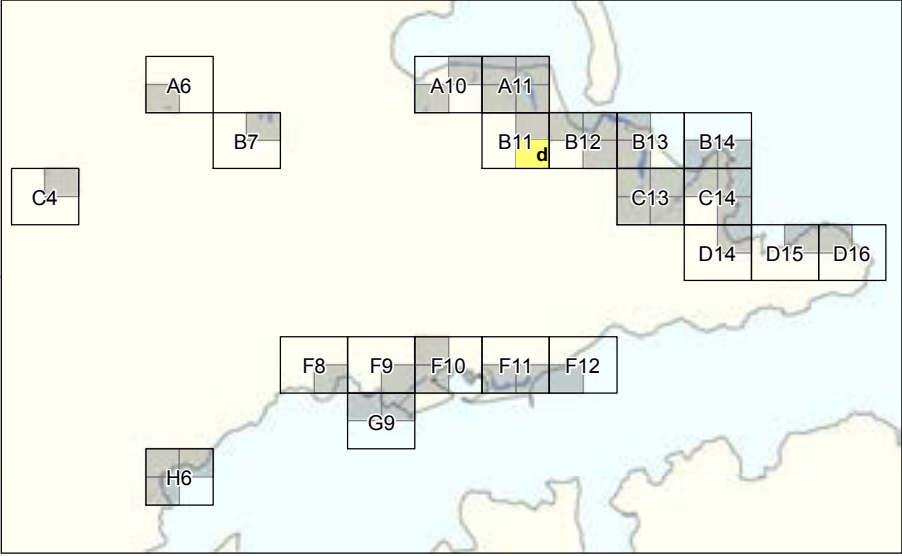 A6 A10 A11
B7 B11 d B12 B13 B14
C4 C13 C14
D14 D15 D16
F8 F9 F10 F11 F12
G9
H6